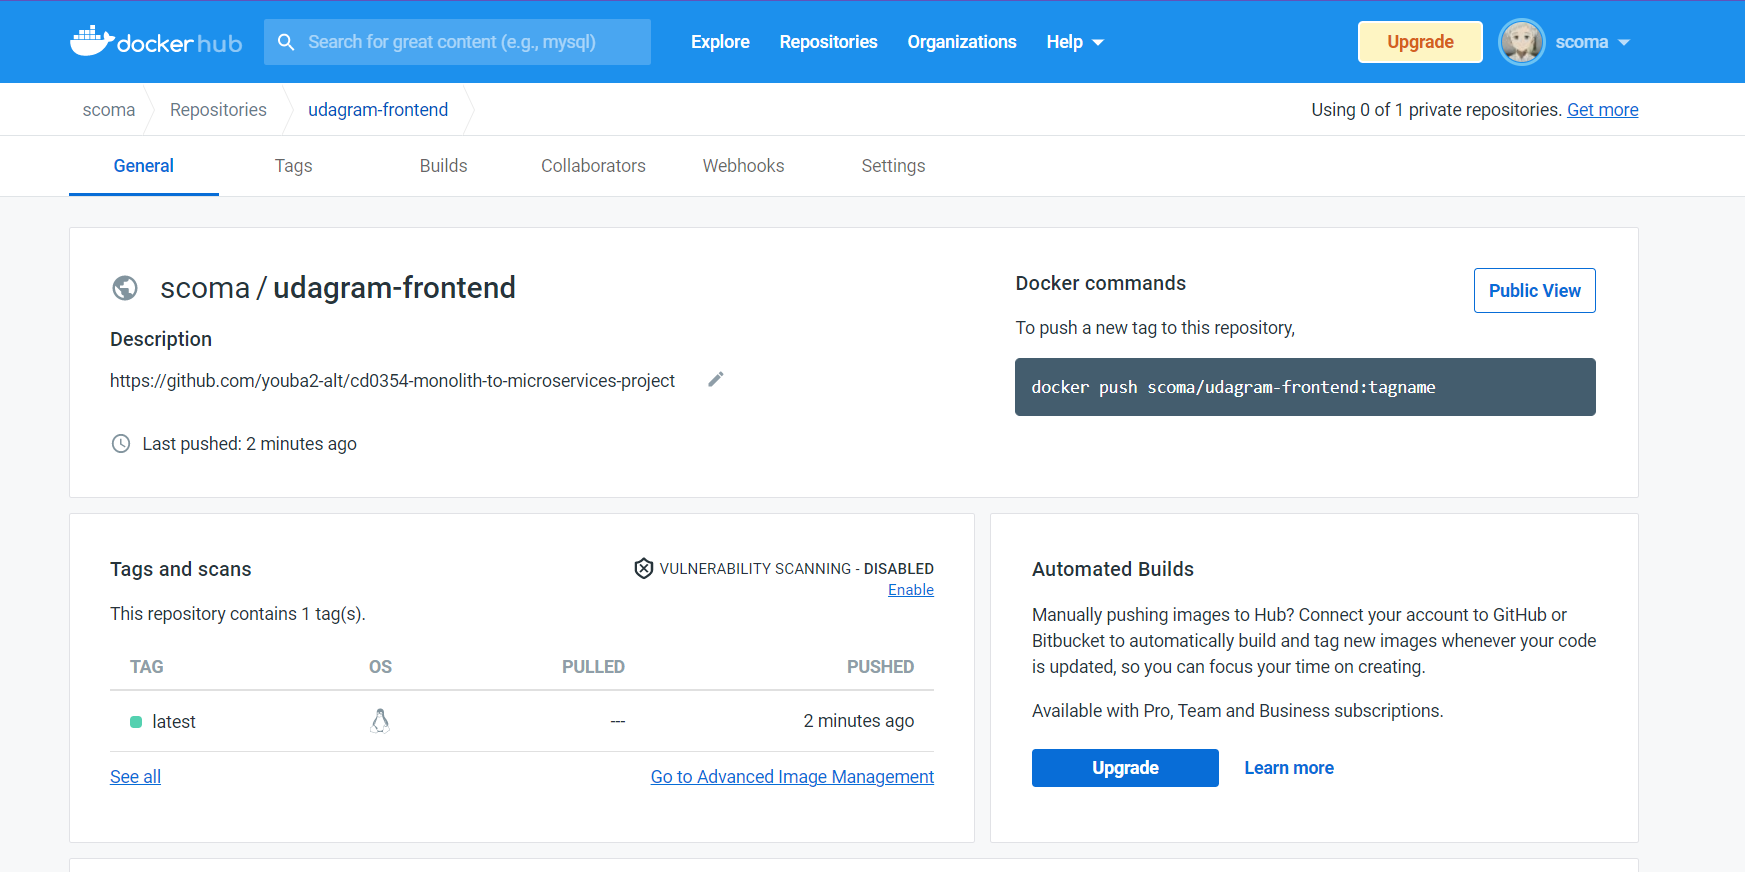 docker hub
Search for great content (e.g., mysql)
Explore
Repositories
Organizations
Help
Upgrade
scoma
scoma
Repositories
udagram-frontend
Using 0 of 1 private repositories. Get more
General
Tags
Builds
Collaborators
Webhooks
Settings
scoma / udagram-frontend
Description
https://github.com/youba2-alt/cd0354-monolith-to-microservices-project
Last pushed: 2 minutes ago
Docker commands
Public View
To push a new tag to this repository,
docker push scoma/udagram-frontend:tagname
Tags and scans
VULNERABILITY SCANNING - DISABLED
Enable
This repository contains 1 tag(s).
TAG OS PULLED PUSHED
latest --- 2 minutes ago
See all
Go to Advanced Image Management
Automated Builds
Manually pushing images to Hub? Connect your account to GitHub or
Bitbucket to automatically build and tag new images whenever your code
is updated, so you can focus your time on creating.
Available with Pro, Team and Business subscriptions.
Upgrade
Learn more